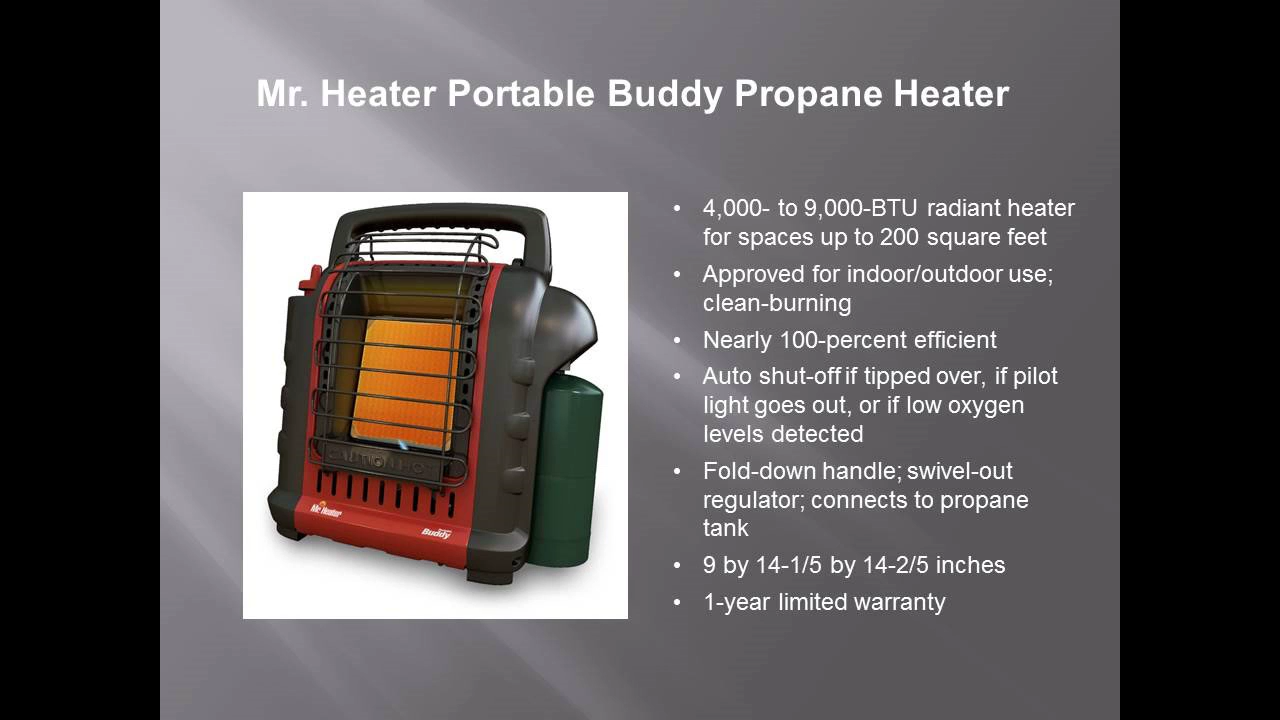 Mr. Heater Portable Buddy Propane Heater
• 4,000- to 9,000-BTU radiant heater
for spaces up to 200 square feet
• Approved for indoor/outdoor use;
clean-burning
• Nearly 100-percent efficient
• Auto shut-off if tipped over, if pilot
light goes out, or if low oxygen
levels detected
• Fold-down handle; swivel-out
regulator; connects to propane
tank
• 9 by 14-1/5 by 14-2/5 inches
• 1-year limited warranty
CAUTION HOT
Mr. Heater
Buddy